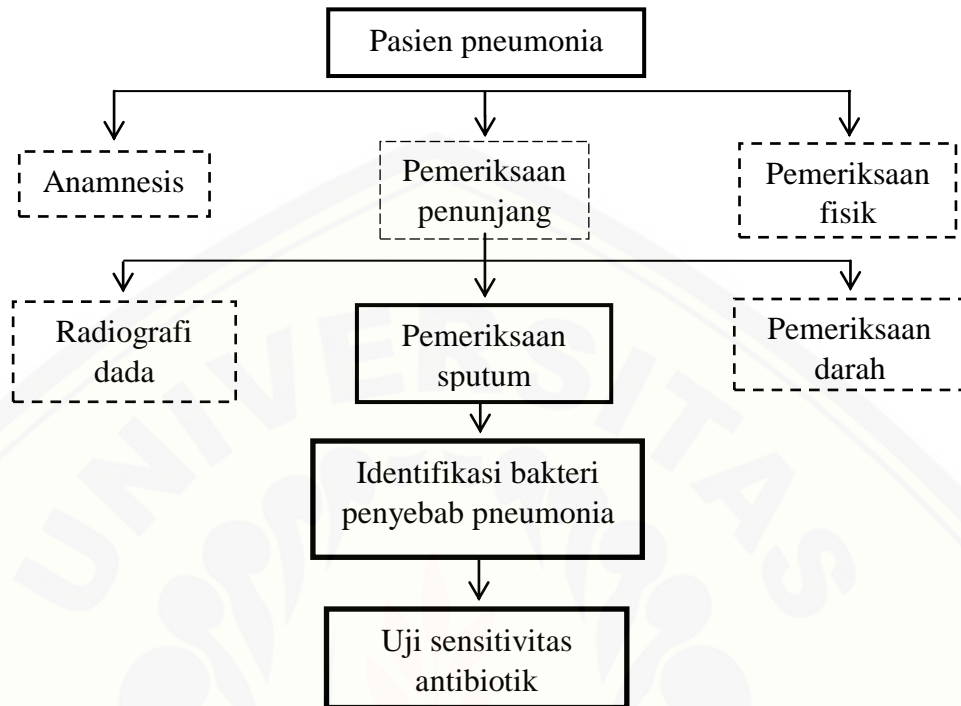 Pasien pneumonia
Anamnesis
Pemeriksaan
penunjang
Pemeriksaan
fisik
Radiografi
dada
Pemeriksaan
sputum
Pemeriksaan
darah
Identifikasi bakteri
penyebab pneumonia
Uji sensitivitas
antibiotik
UNIVERSITAS